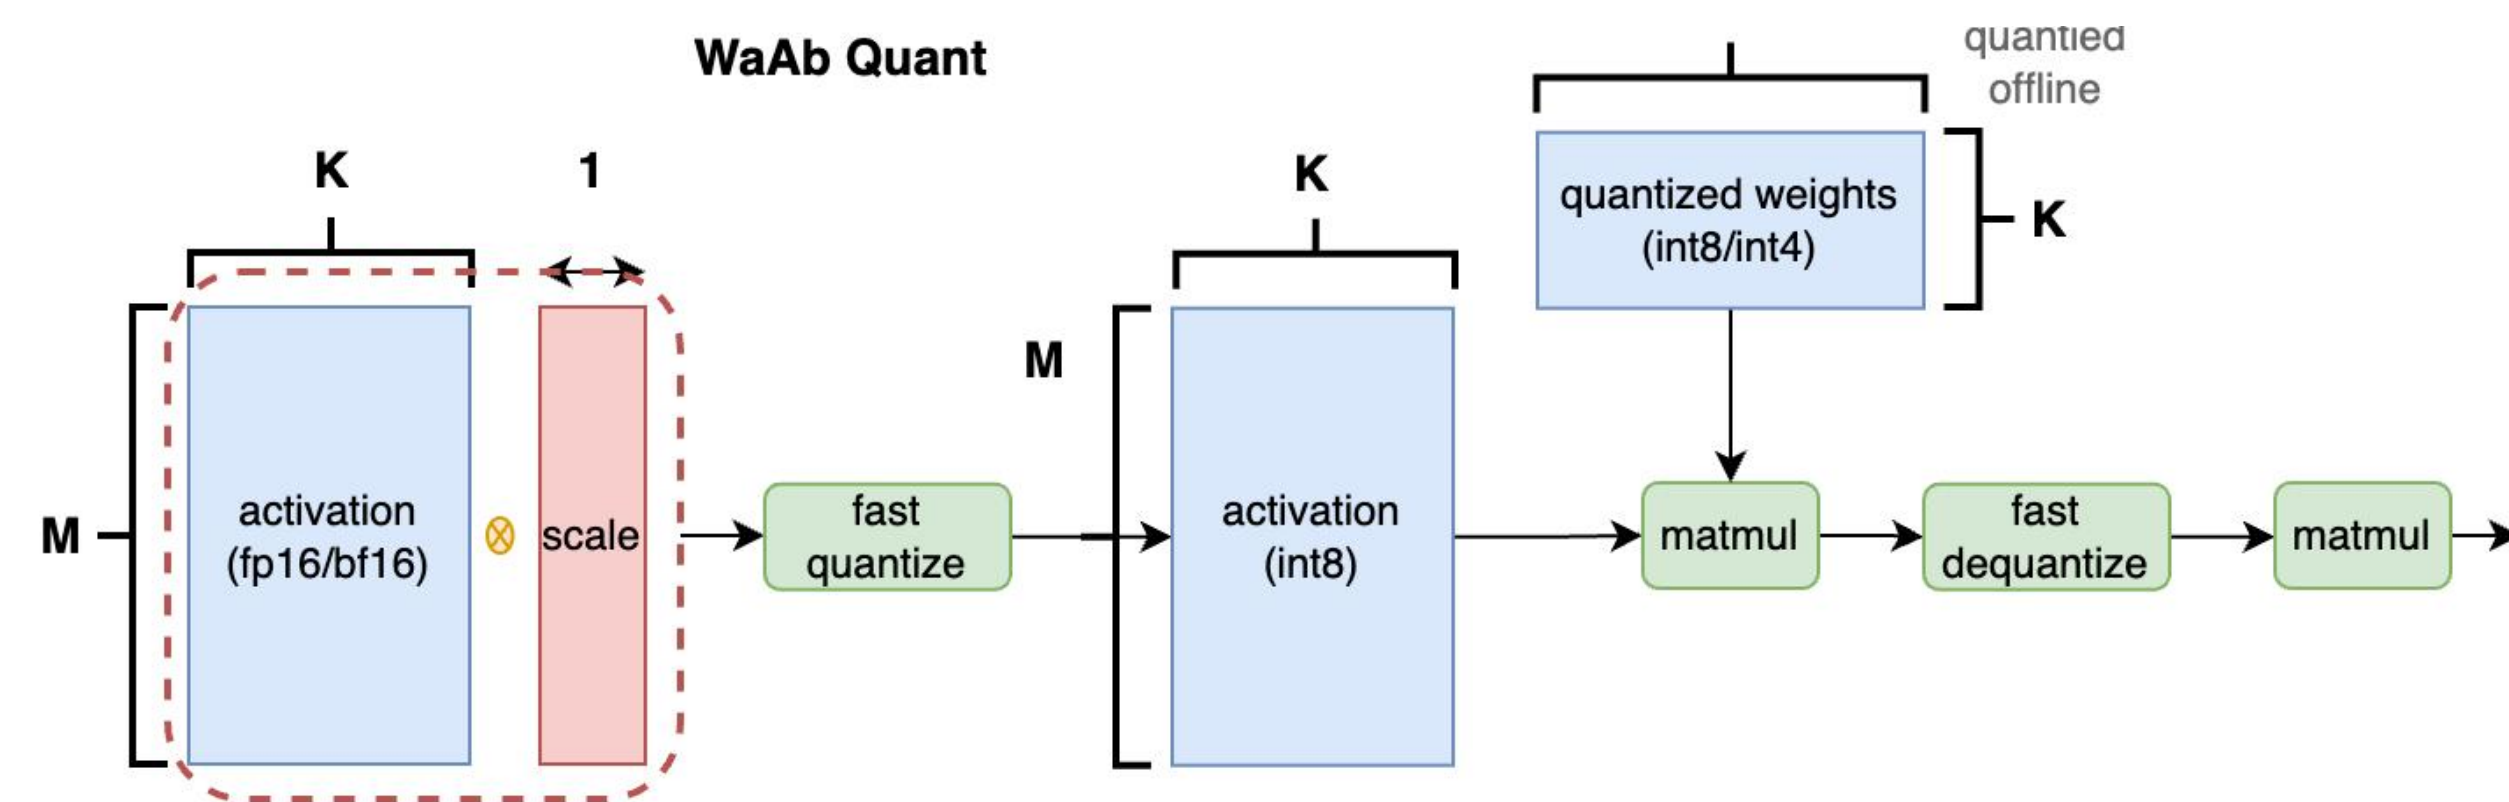 WaAb Quant
quantied
offline
K
1
K
quantized weights
(int8/int4)
K
M
M
activation
(fp16/bf16)
scale
fast
quantize
activation
(int8)
matmul
fast
dequantize
matmul